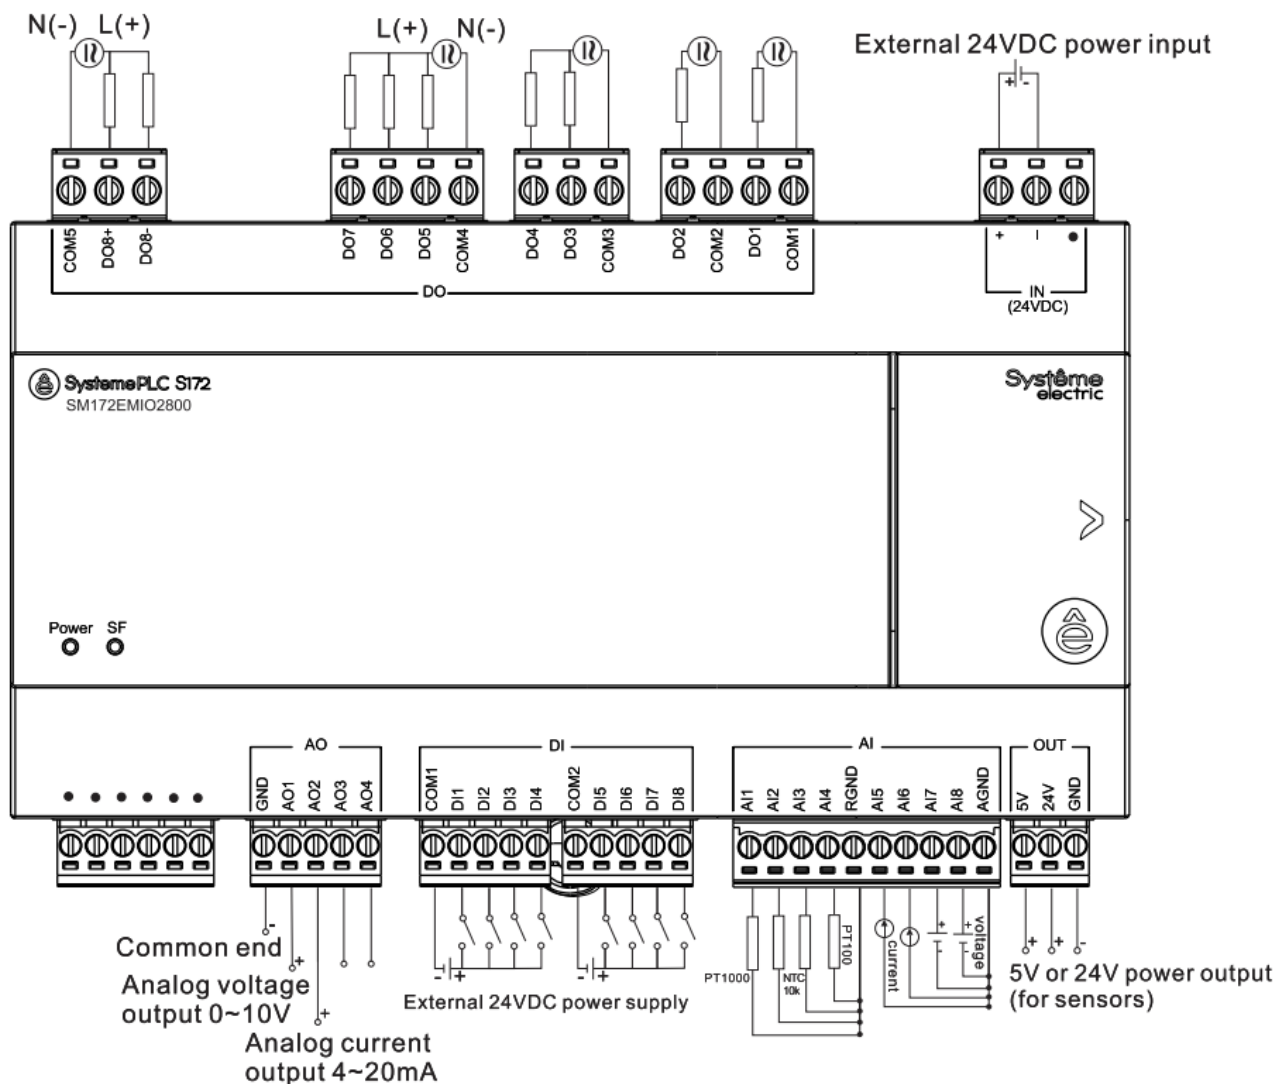 N(-) L(+)
L(+) N(-)
External 24VDC power input
+ -
COM5 DO8+ DO8- DO7 DO6 DO5 COM4 DO4 DO3 COM3 DO2 COM2 DO1 COM1 + -
DO
IN
(24VDC)
ê SystemePLC S172
SM172EMIO2800
Système
electric
Power SF
ê
AO DI AI OUT
GND AO1 AO2 AO3 AO4 COM1 DI1 DI2 DI3 DI4 COM2 DI5 DI6 DI7 DI8 AI1 AI2 AI3 AI4 RGND AI5 AI6 AI7 AI8 AGND 5V 24V GND
- + +
- + - +
+ - + -
+ + -
Common end
Analog voltage
output 0~10V
Analog current
output 4~20mA
External 24VDC power supply
PT1000
NTC
10k
PT100
current
voltage
5V or 24V power output
(for sensors)